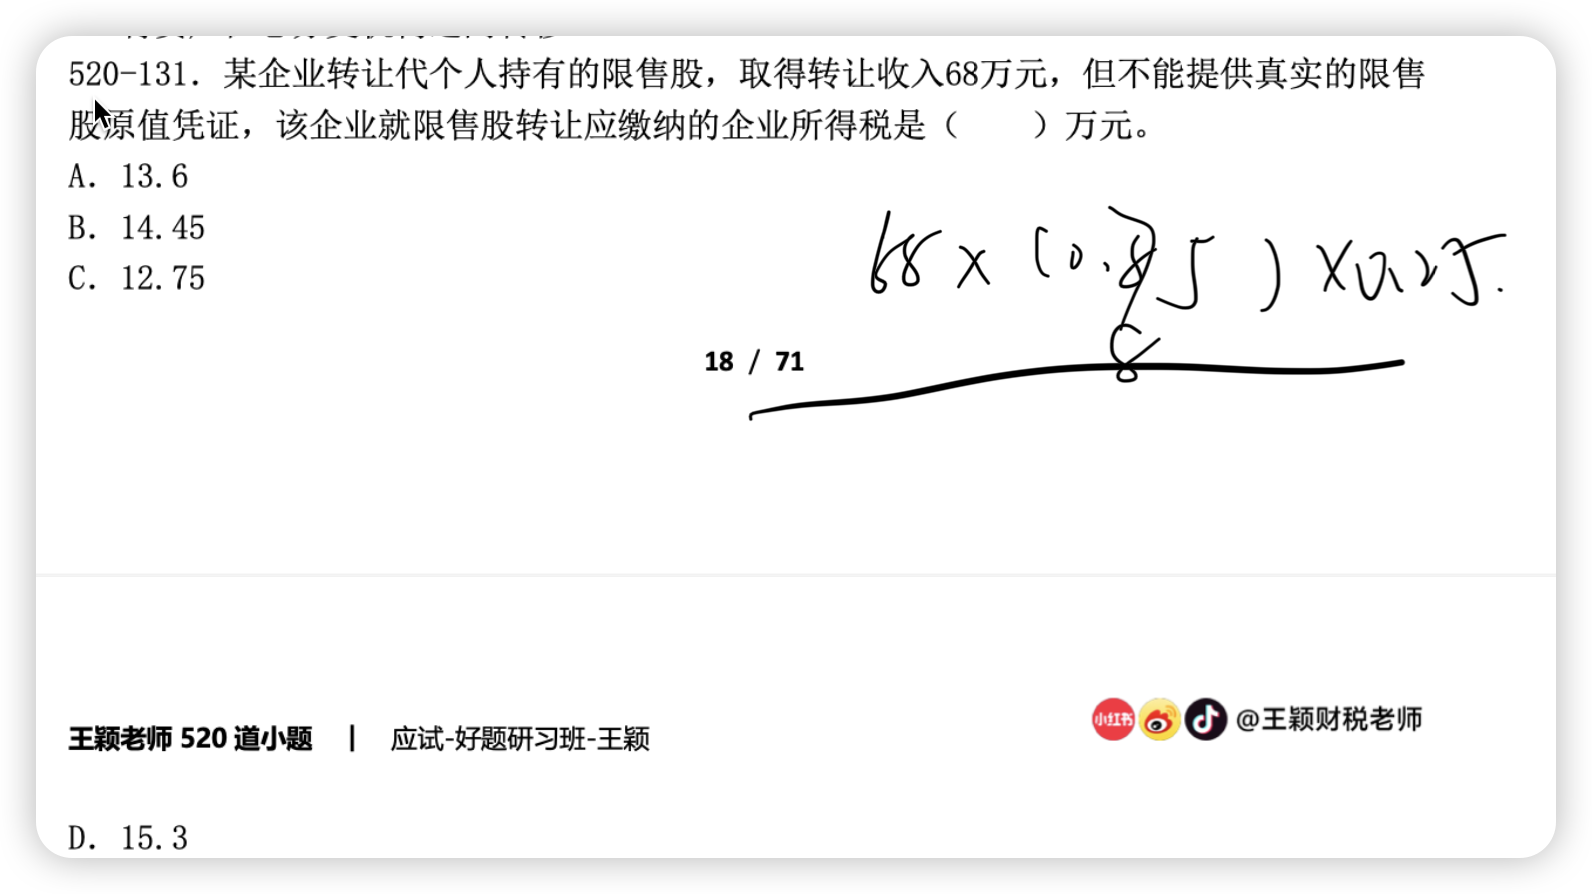 520-131. 某企业转让代个人持有的限售股，取得转让收入68万元，但不能提供真实的限售
股原值凭证，该企业就限售股转让应缴纳的企业所得税是（　　）万元。
A. 13.6
B. 14.45
C. 12.75
68×(0.85)×0.25.
18 / 71
王颖老师 520 道小题 | 应试-好题研习班-王颖
小红书 @王颖财税老师
D. 15.3